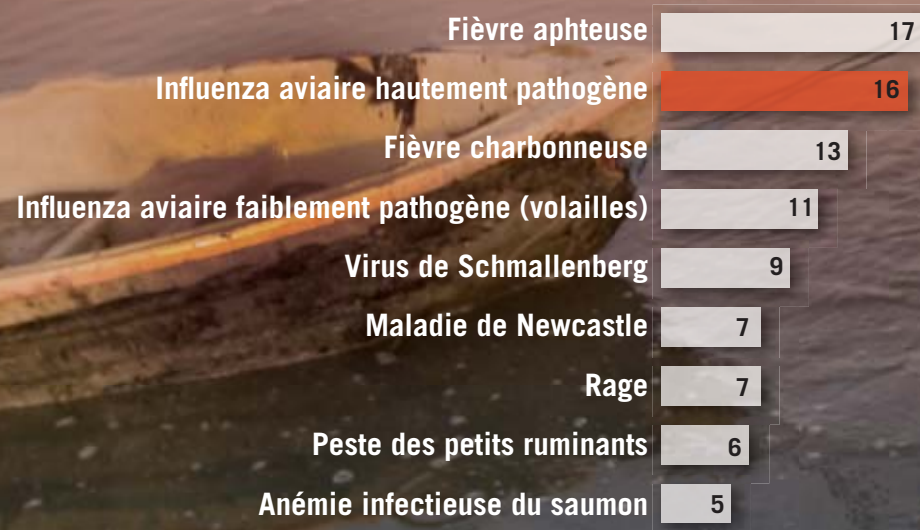 Fièvre aphteuse 17
Influenza aviaire hautement pathogène 16
Fièvre charbonneuse 13
Influenza aviaire faiblement pathogène (volailles) 11
Virus de Schmallenberg 9
Maladie de Newcastle 7
Rage 7
Peste des petits ruminants 6
Anémie infectieuse du saumon 5